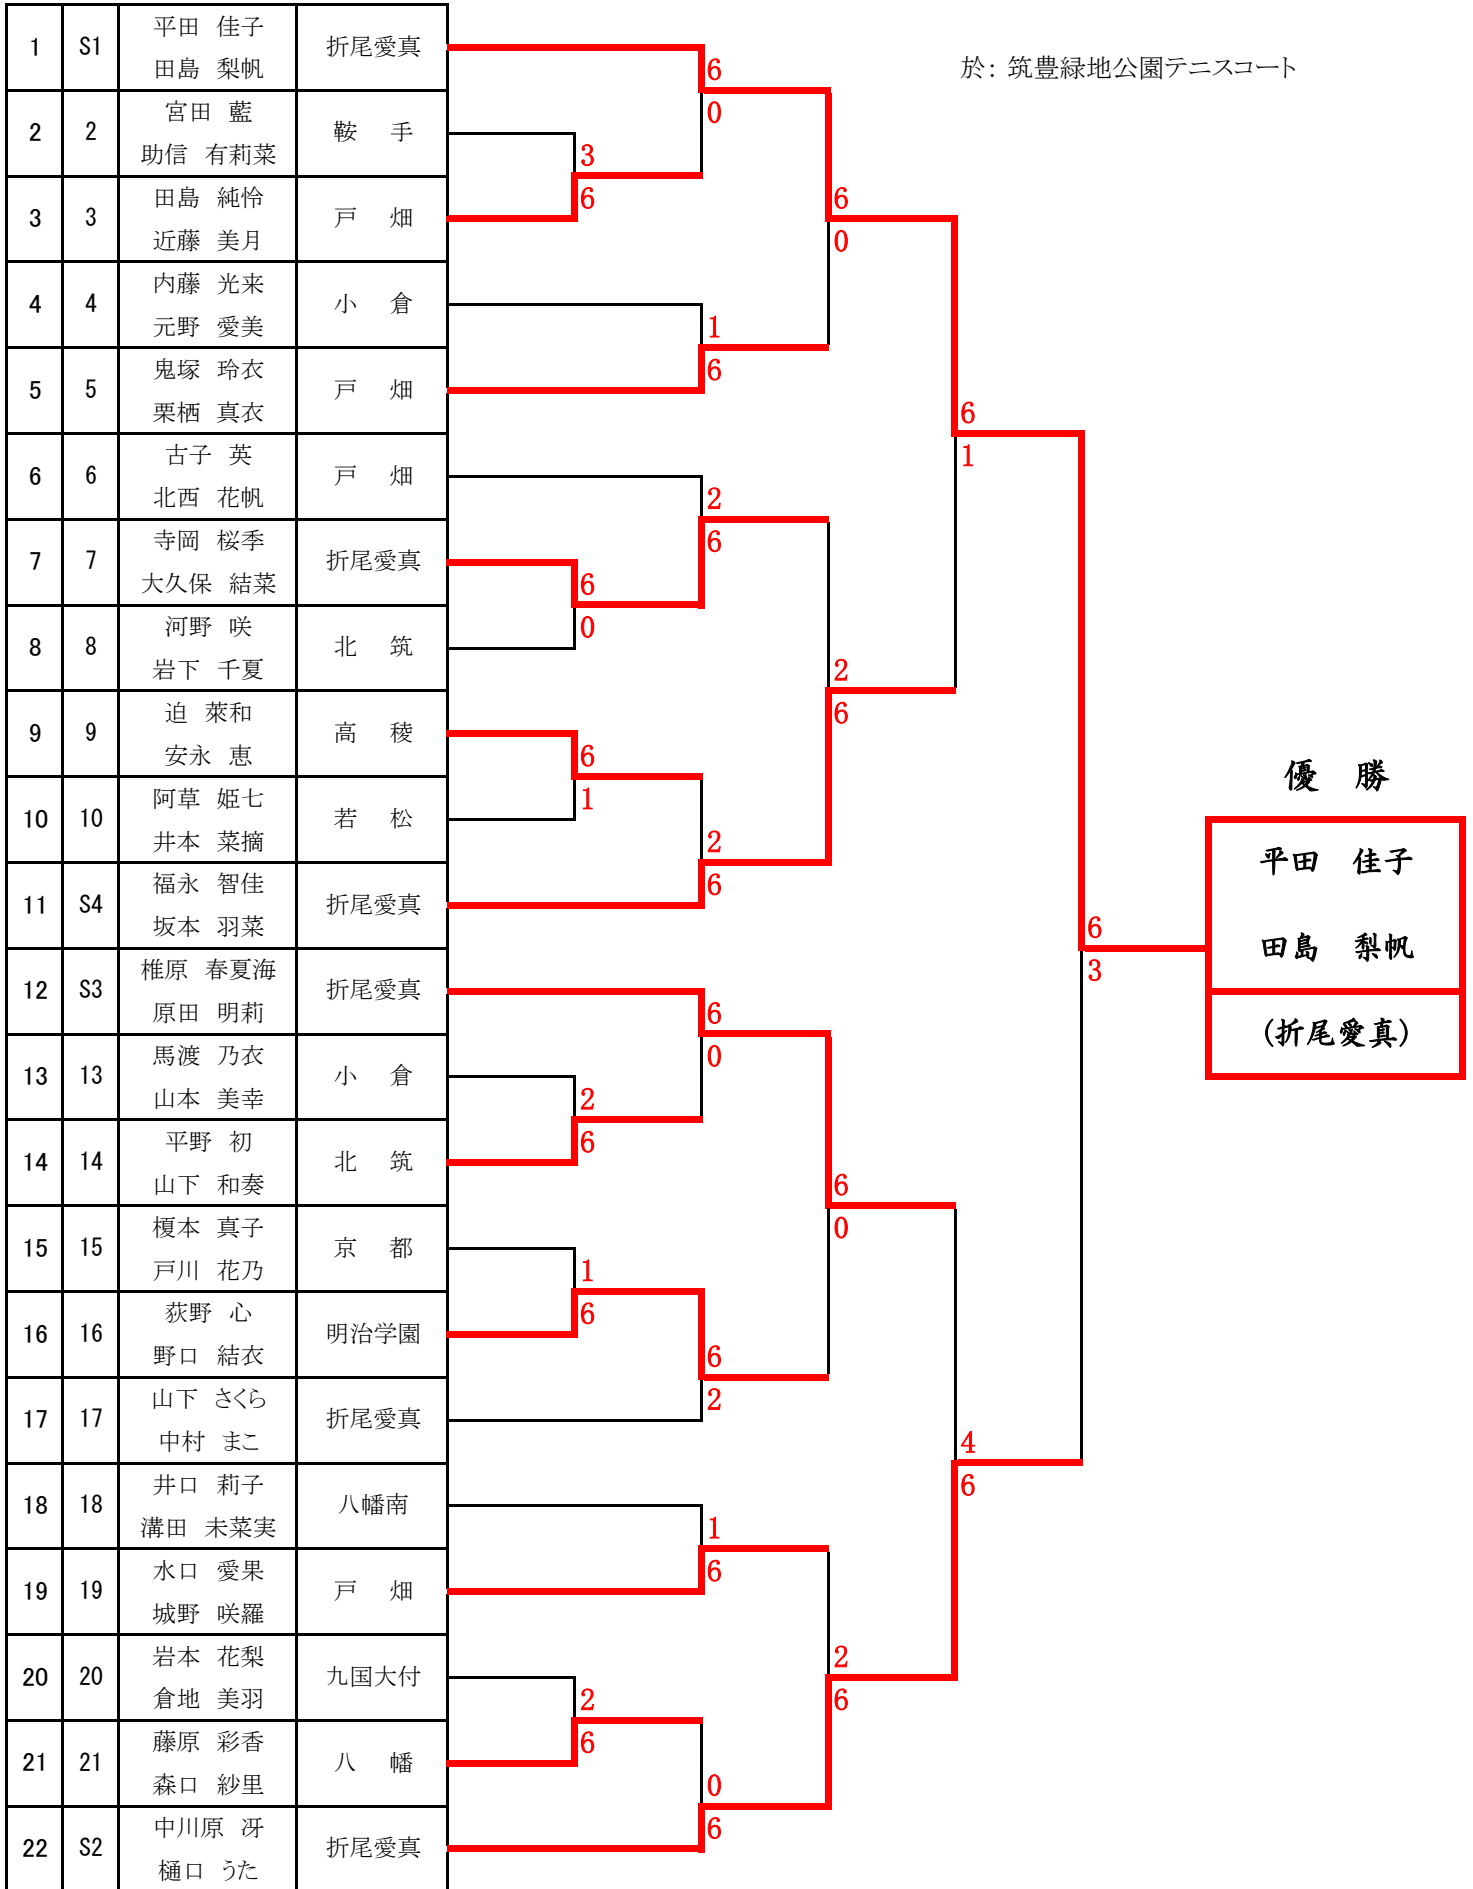 於：筑豊緑地公園テニスコート
1 S1 平田 佳子 田島 梨帆 折尾愛真
2 2 宮田 藍 助信 有莉菜 鞍 手
3 3 田島 純怜 近藤 美月 戸 畑
4 4 内藤 光来 元野 愛美 小 倉
5 5 鬼塚 玲衣 栗栖 真衣 戸 畑
6 6 古子 英 北西 花帆 戸 畑
7 7 寺岡 桜季 大久保 結菜 折尾愛真
8 8 河野 咲 岩下 千夏 北 筑
9 9 迫 萊和 安永 恵 高 稜
10 10 阿草 姫七 井本 菜摘 若 松
11 S4 福永 智佳 坂本 羽菜 折尾愛真
12 S3 椎原 春夏海 原田 明莉 折尾愛真
13 13 馬渡 乃衣 山本 美幸 小 倉
14 14 平野 初 山下 和奏 北 筑
15 15 榎本 真子 戸川 花乃 京 都
16 16 荻野 心 野口 結衣 明治学園
17 17 山下 さくら 中村 まこ 折尾愛真
18 18 井口 莉子 溝田 未菜実 八幡南
19 19 水口 愛果 城野 咲羅 戸 畑
20 20 岩本 花梨 倉地 美羽 九国大付
21 21 藤原 彩香 森口 紗里 八 幡
22 S2 中川原 冴 樋口 うた 折尾愛真
3
6
6
0
6
1
2
6
1
6
2
6
6
0
1
6
2
6
2
6
6
0
6
2
1
6
0
6
6
0
2
6
6
0
2
6
6
1
4
6
6
3
優 勝
平田 佳子
田島 梨帆
(折尾愛真)